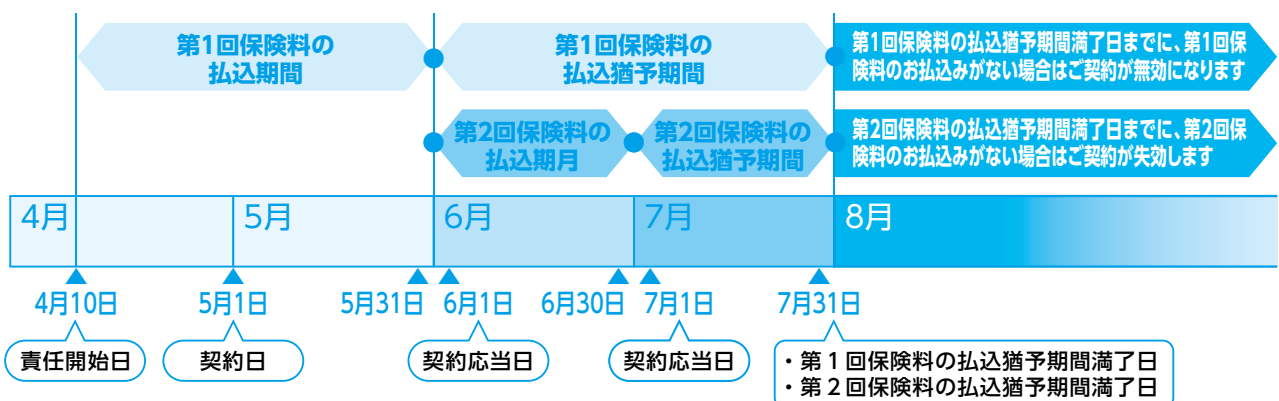 第1回保険料の
払込期間
第1回保険料の
払込猶予期間
第1回保険料の払込猶予期間満了日までに、第1回保
険料のお払込みがない場合はご契約が無効になります
第2回保険料の
払込期月
第2回保険料の
払込猶予期間
第2回保険料の払込猶予期間満了日までに、第2回保
険料のお払込みがない場合はご契約が失効します
4月
5月
6月
7月
8月
4月10日
5月1日
5月31日
6月1日
6月30日
7月1日
7月31日
責任開始日
契約日
契約応当日
契約応当日
・第1回保険料の払込猶予期間満了日
・第2回保険料の払込猶予期間満了日